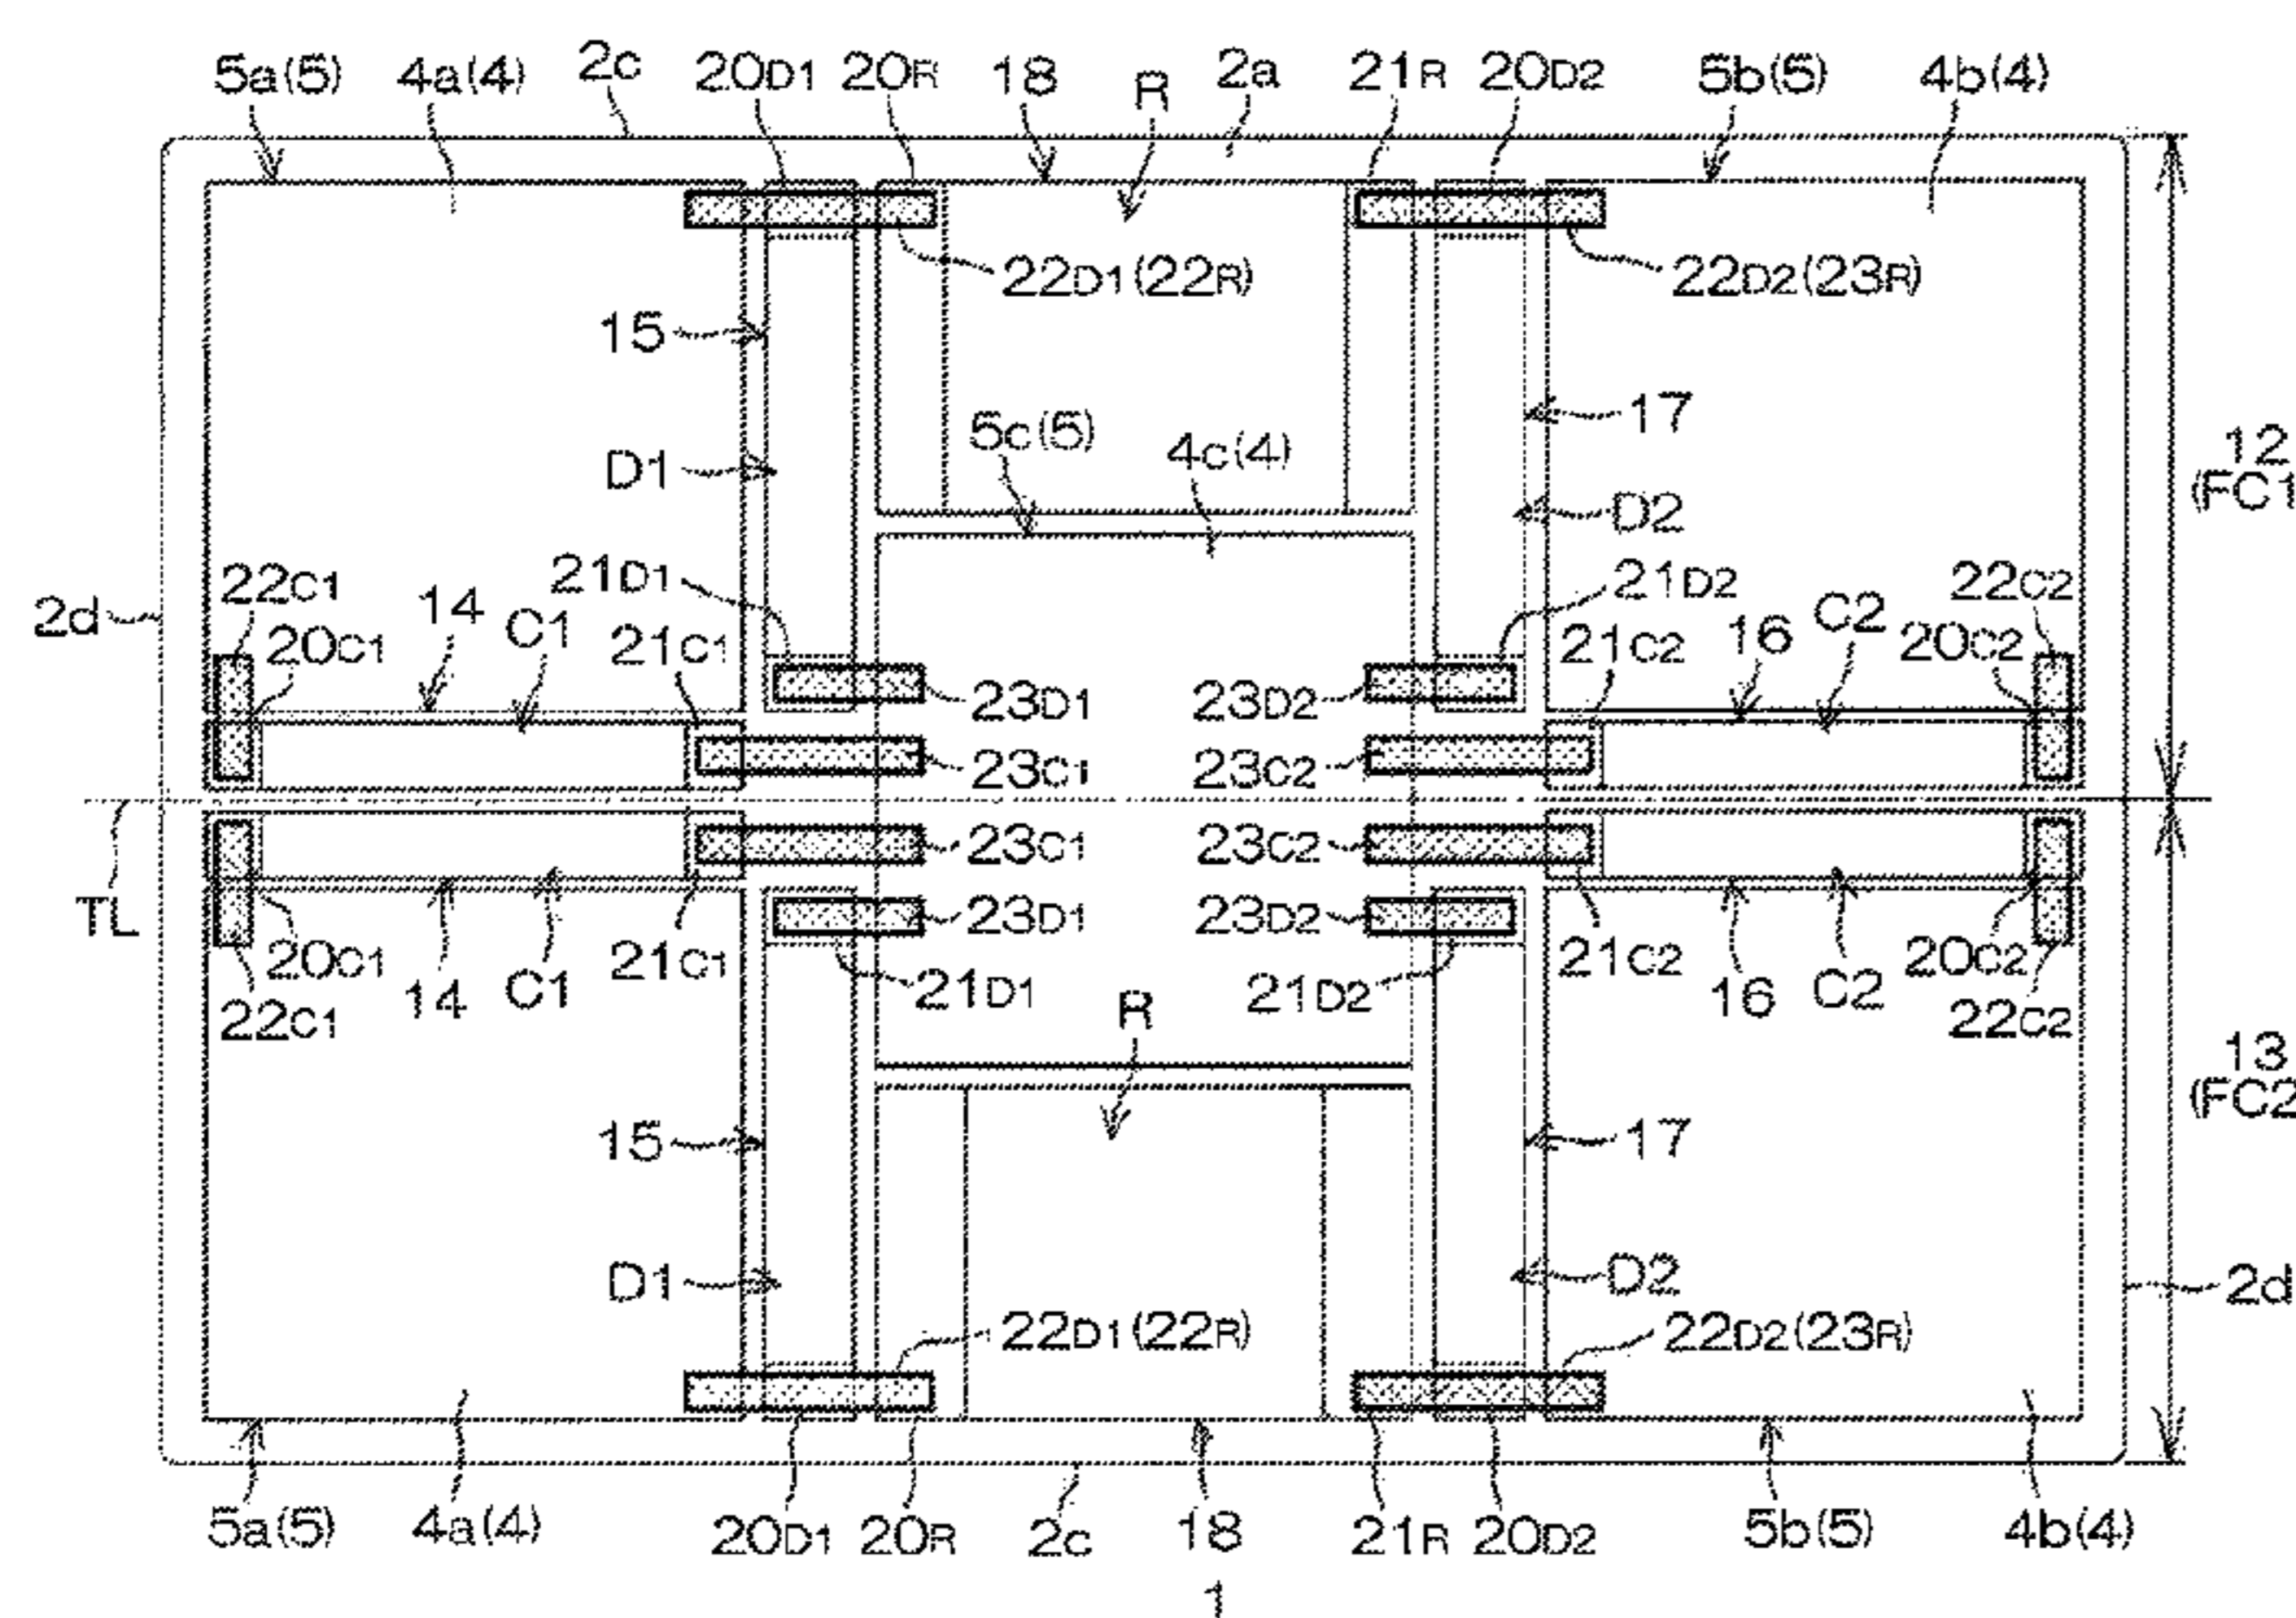 5a(5) 4a(4) 2c 20D1 20R 18 R 2a 21R 20D2 5b(5) 4b(4)
22D1(22R) 22D2(23R)
15
17
5c(5) 4c(4)
12
(FC1
D1
D2
21D1 21D2
22C1 22C2
2d 14 C1 16 C2
20C1 21C1 21C2 20C2
23D1 23D2
23C1 23C2
TL
23C1 23C2
23D1 23D2
20C1 21C1 21C2 20C2
14 C1 21D1 21D2 16 C2
22C1 R 22C2
13
(FC2
15 17
D1 D2 2d
22D1(22R) 22D2(23R)
5a(5) 4a(4) 20D1 20R 2c 18 21R 20D2 5b(5) 4b(4)
1